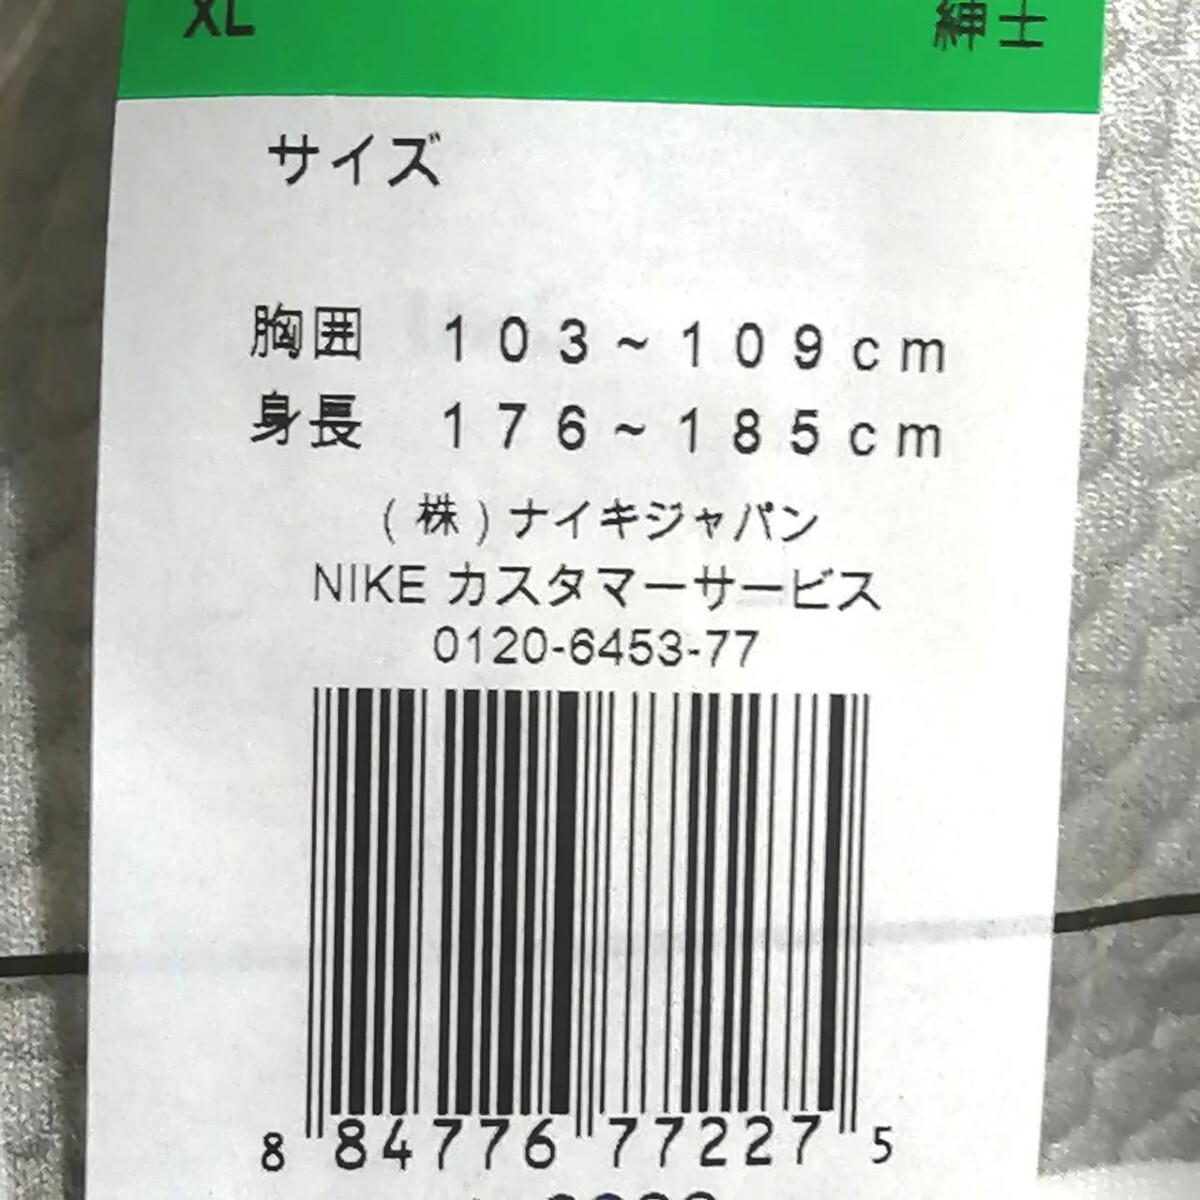 XL 紳士
サイズ
胸囲 103~109cm
身長 176~185cm
(株)ナイキジャパン
NIKE カスタマーサービス
0120-6453-77
8 84776 77227 5